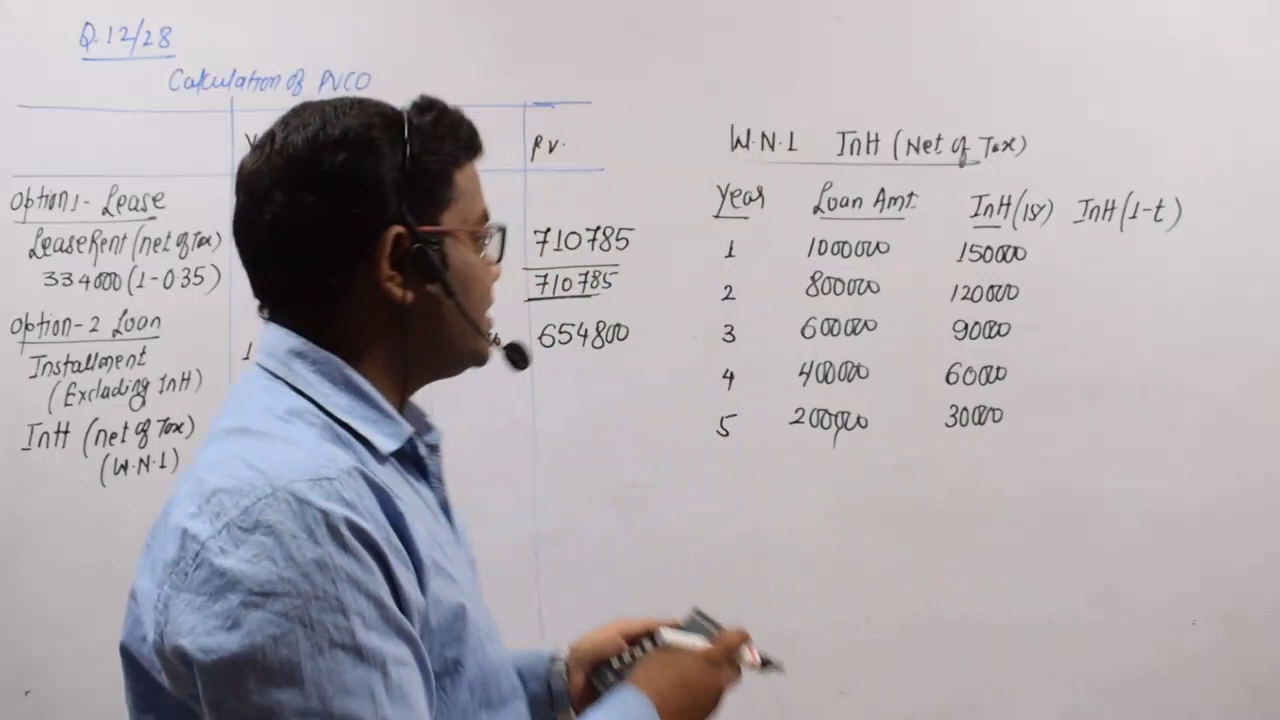 Q.12/28
Calculation of PVCO
P.V.
Option 1 - Lease
Lease Rent (net of Tax) 710785
334000 (1-0.35) 710785
Option-2 Loan 654800
Installment 1
(Excluding Int)
Int (net of Tax)
(W.N.1)
W.N.1 Int (Net of Tax)
Year Loan Amt. Int (15%) Int (1-t)
1 1000000 150000
2 800000 120000
3 600000 90000
4 400000 60000
5 200000 30000